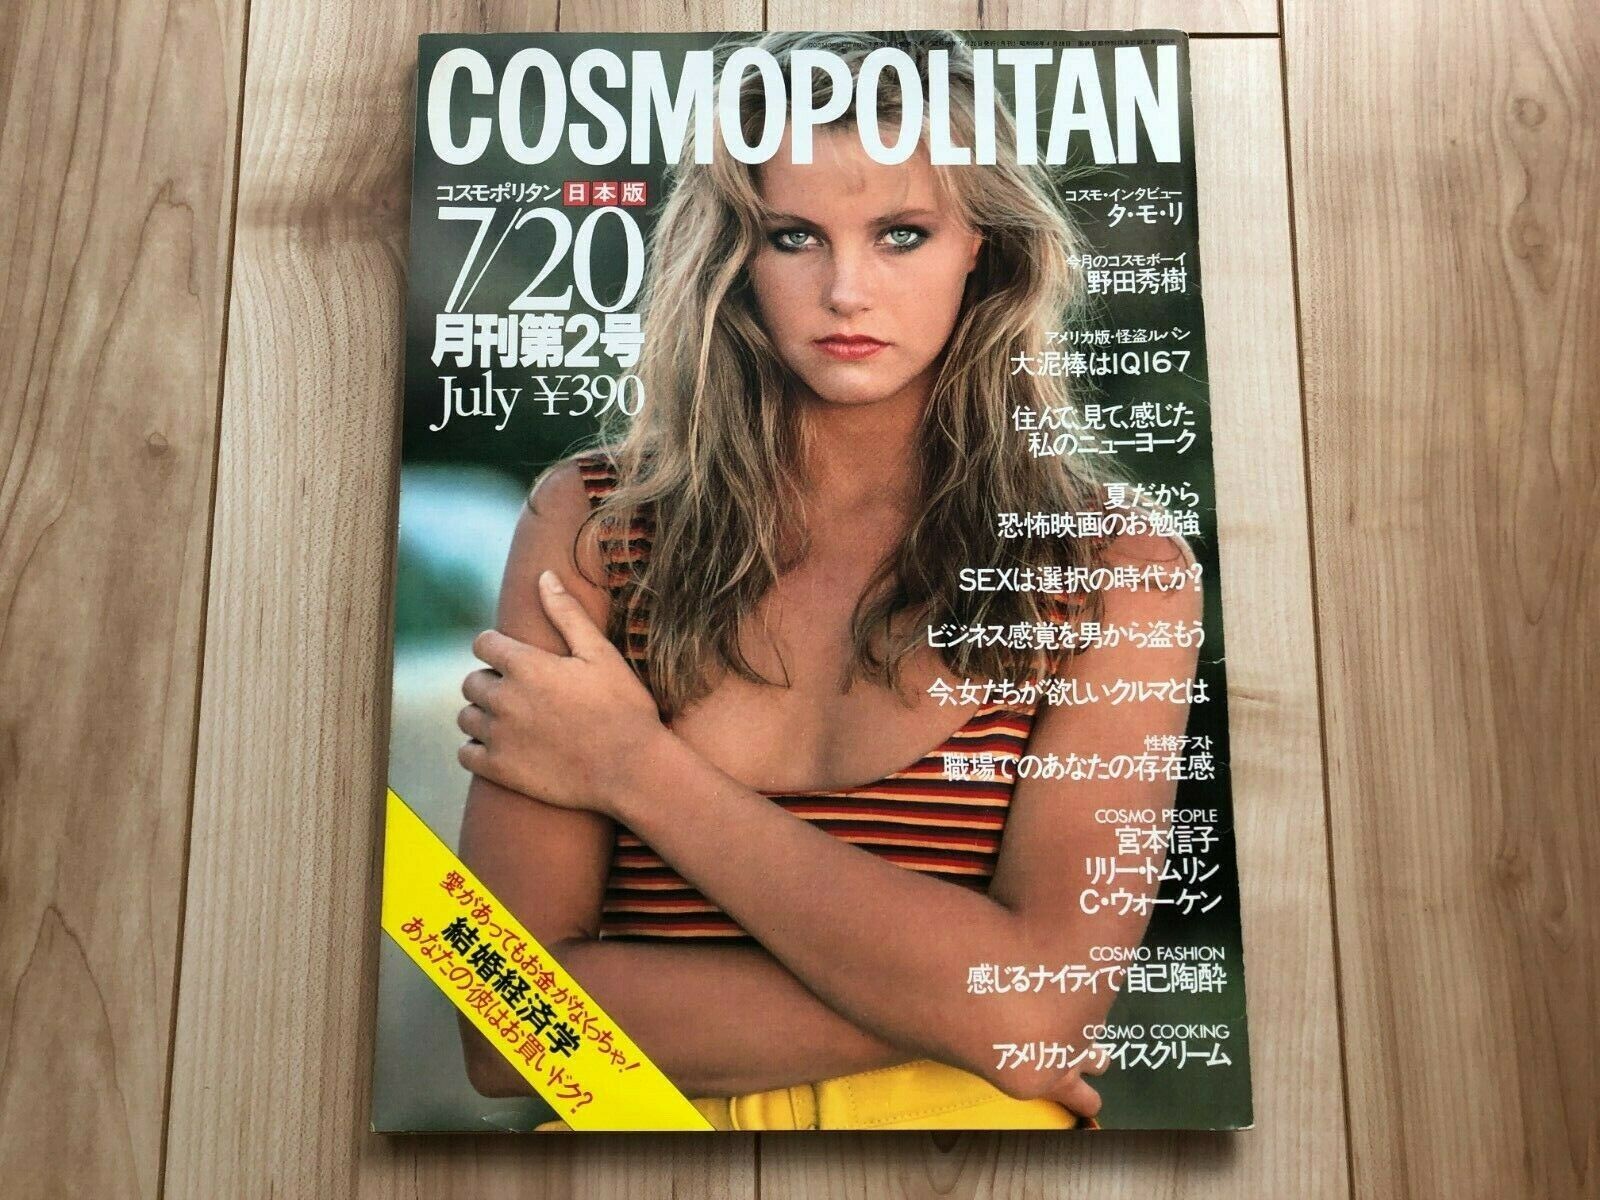 COSMOPOLITAN
コスモポリタン 日本版
7/20
月刊第2号
July ¥390
コスモ・インタビュー
タ・モ・リ
今月のコスモボーイ
野田秀樹
アメリカ版・怪盗ルパン
大泥棒はIQ167
住んで、見て、感じた
私のニューヨーク
夏だから
恐怖映画のお勉強
SEXは選択の時代か?
ビジネス感覚を男から盗もう
今、女たちが欲しいクルマとは
性格テスト
職場でのあなたの存在感
COSMO PEOPLE
宮本信子
リリー・トムリン
C・ウォーケン
COSMO FASHION
感じるナイティで自己陶酔
COSMO COOKING
アメリカン・アイスクリーム
愛があってもお金がなくっちゃ!
結婚経済学
あなたの彼はお買いドク?